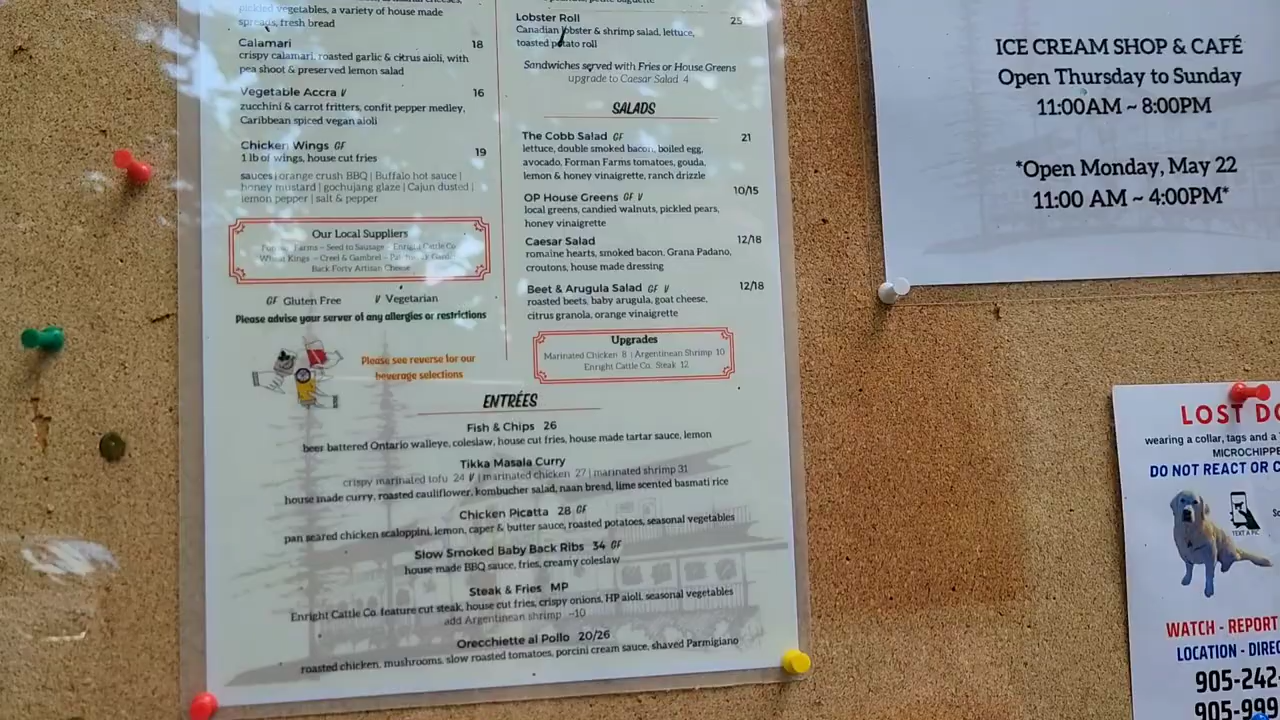 pickled vegetables, a variety of house made
spreads, fresh bread
Calamari 18
crispy calamari, roasted garlic & citrus aioli, with
pea shoot & preserved lemon salad
Vegetable Accra V 16
zucchini & carrot fritters, confit pepper medley,
Caribbean spiced vegan aioli
Chicken Wings GF 19
1 lb of wings, house cut fries
sauces | orange crush BBQ | Buffalo hot sauce |
honey mustard | gochujang glaze | Cajun dusted |
lemon pepper | salt & pepper
Our Local Suppliers
Farms ~ Seed to Sausage ~ Enright Cattle Co
Kings ~ Creel & Gambrel ~
Back Forty Artisan Cheese
GF Gluten Free V Vegetarian
Please advise your server of any allergies or restrictions
Please see reverse for our
beverage selections
Lobster Roll 25
Canadian lobster & shrimp salad, lettuce,
toasted potato roll
Sandwiches served with Fries or House Greens
upgrade to Caesar Salad 4
SALADS
The Cobb Salad GF 21
lettuce, double smoked bacon, boiled egg,
avocado, Forman Farms tomatoes, gouda,
lemon & honey vinaigrette, ranch drizzle
OP House Greens GF V 10/15
local greens, candied walnuts, pickled pears,
honey vinaigrette
Caesar Salad 12/18
romaine hearts, smoked bacon, Grana Padano,
croutons, house made dressing
Beet & Arugula Salad GF V 12/18
roasted beets, baby arugula, goat cheese,
citrus granola, orange vinaigrette
Upgrades
Marinated Chicken 8 | Argentinean Shrimp 10
Enright Cattle Co. Steak 12
ENTRÉES
Fish & Chips 26
beer battered Ontario walleye, coleslaw, house cut fries, house made tartar sauce, lemon
Tikka Masala Curry
crispy marinated tofu 24 V | marinated chicken 27 | marinated shrimp 31
house made curry, roasted cauliflower, kombucher salad, naan bread, lime scented basmati rice
Chicken Picatta 28 GF
pan seared chicken scaloppini, lemon, caper & butter sauce, roasted potatoes, seasonal vegetables
Slow Smoked Baby Back Ribs 34 GF
house made BBQ sauce, fries, creamy coleslaw
Steak & Fries MP
Enright Cattle Co. feature cut steak, house cut fries, crispy onions, HP aioli, seasonal vegetables
add Argentinean shrimp ~10
Orecchiette al Pollo 20/26
roasted chicken, mushrooms, slow roasted tomatoes, porcini cream sauce, shaved Parmigiano
ICE CREAM SHOP & CAFÉ
Open Thursday to Sunday
11:00AM ~ 8:00PM
*Open Monday, May 22
11:00 AM ~ 4:00PM*
LOST DO
wearing a collar, tags and a
MICROCHIPPE
DO NOT REACT OR C
TEXT A PIC
WATCH - REPORT
LOCATION - DIREC
905-242-
905-999